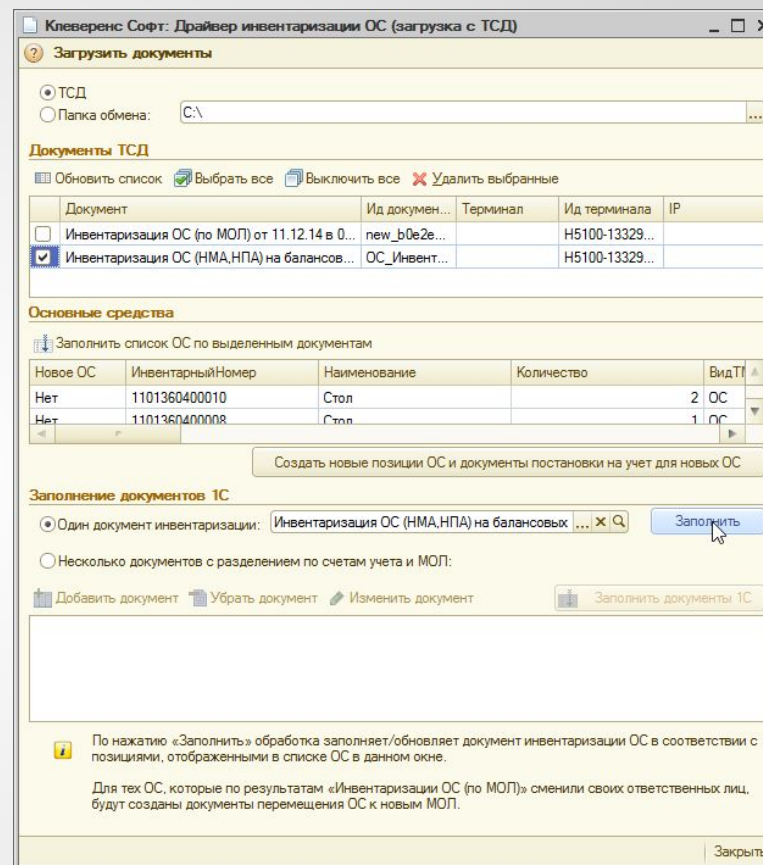 Клеверенс Софт: Драйвер инвентаризации ОС (загрузка с ТСД)
Загрузить документы
ТСД
Папка обмена: C:\ ...
Документы ТСД
Обновить список Выбрать все Выключить все Удалить выбранные
Документ Ид докумен... Терминал Ид терминала IP
Инвентаризация ОС (по МОЛ) от 11.12.14 в 0... new_b0e2e... H5100-13329...
Инвентаризация ОС (НМА,НПА) на балансов... ОС_Инвент... H5100-13329...
Основные средства
Заполнить список ОС по выделенным документам
Новое ОС ИнвентарныйНомер Наименование Количество
Нет 1101360400010 Стол 2 ОС
Нет 1101360400008 Стол 1 ОС
Создать новые позиции ОС и документы постановки на учет для новых ОС
Заполнение документов 1С
Один документ инвентаризации: Инвентаризация ОС (НМА,НПА) на балансовых ... Заполнить
Несколько документов с разделением по счетам учета и МОЛ:
Добавить документ Убрать документ Изменить документ Заполнить документы 1С
По нажатию «Заполнить» обработка заполняет/обновляет документ инвентаризации ОС в соответствии с
позициями, отображенными в списке ОС в данном окне.
Для тех ОС, которые по результатам «Инвентаризации ОС (по МОЛ)» сменили своих ответственных лиц,
будут созданы документы перемещения ОС к новым МОЛ.
Закрыть